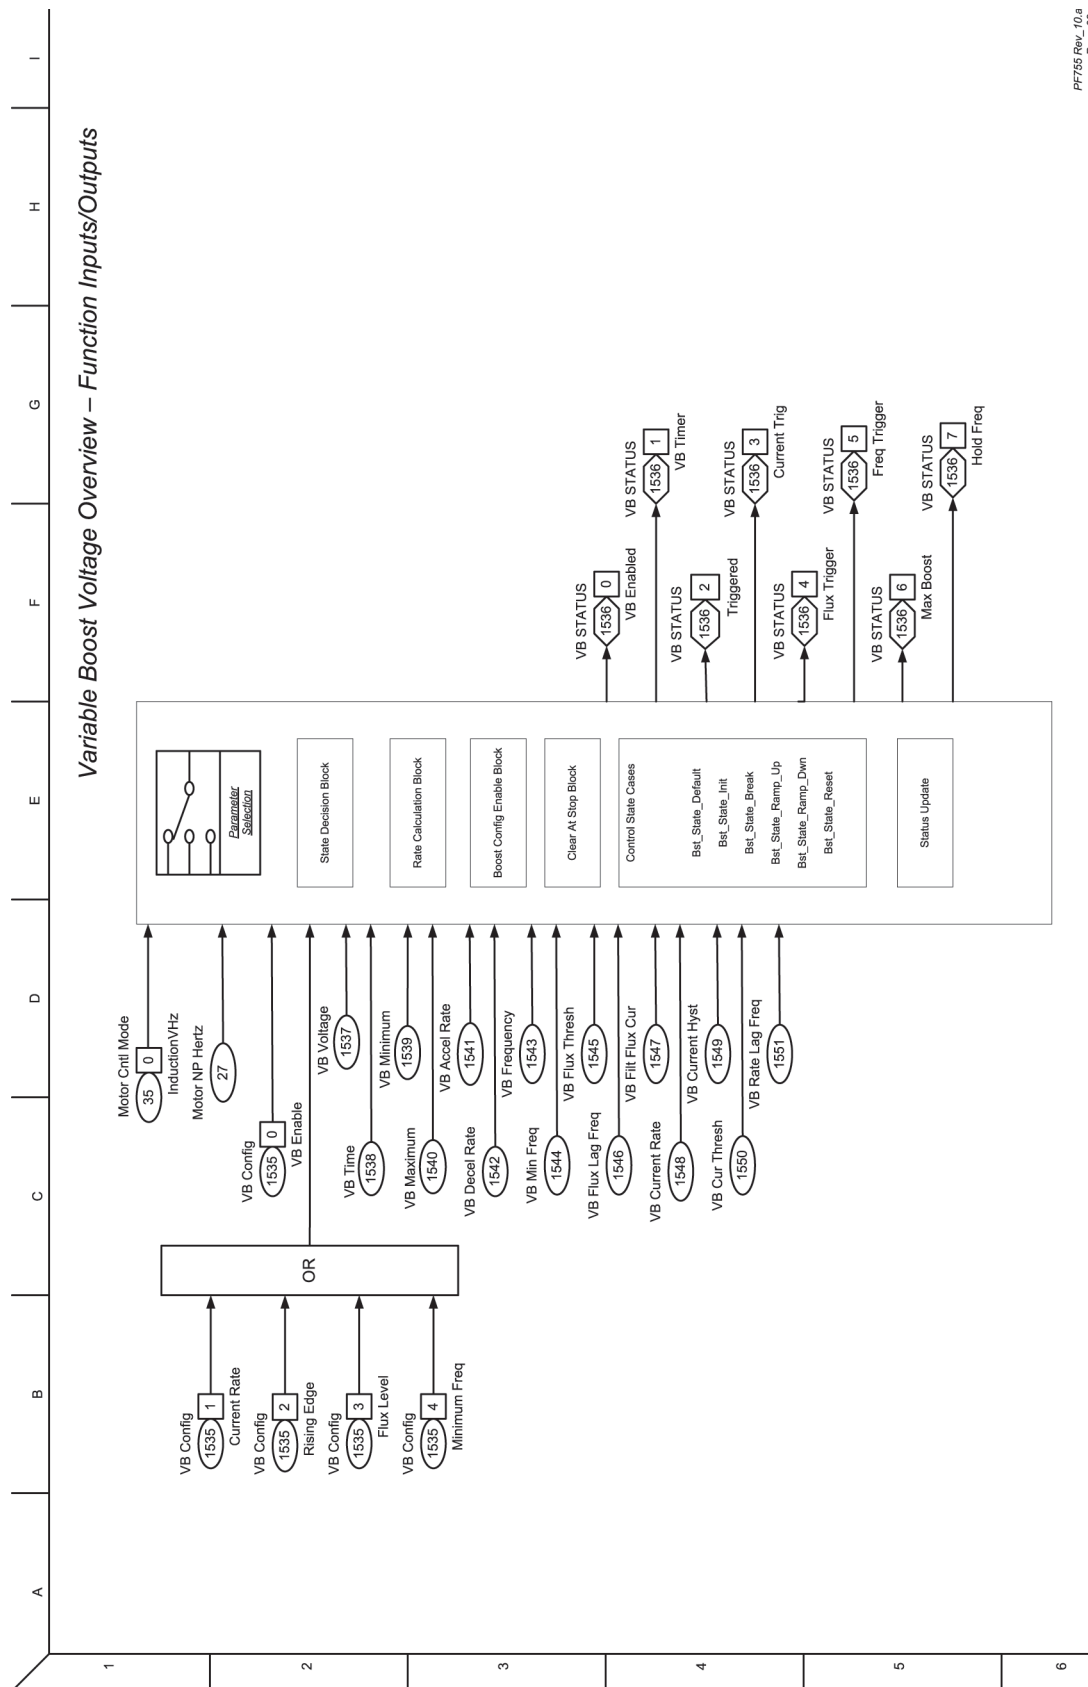 A
B
C
D
E
F
G
H
I
1
2
3
4
5
6
Variable Boost Voltage Overview – Function Inputs/Outputs
VB Config
1535 1
Current Rate
VB Config
1535 2
Rising Edge
VB Config
1535 3
Flux Level
VB Config
1535 4
Minimum Freq
OR
Motor Cntl Mode
35 0
InductionVHz
Motor NP Hertz
27
VB Config
1535 0
VB Enable
VB Voltage
1537
VB Time
1538
VB Minimum
1539
VB Maximum
1540
VB Accel Rate
1541
VB Decel Rate
1542
VB Frequency
1543
VB Min Freq
1544
VB Flux Thresh
1545
VB Flux Lag Freq
1546
VB Filt Flux Cur
1547
VB Current Rate
1548
VB Current Hyst
1549
VB Cur Thresh
1550
VB Rate Lag Freq
1551
Parameter
Selection
State Decision Block
Rate Calculation Block
Boost Config Enable Block
Clear At Stop Block
Control State Cases
Bst_State_Default
Bst_State_Init
Bst_State_Break
Bst_State_Ramp_Up
Bst_State_Ramp_Dwn
Bst_State_Reset
Status Update
VB STATUS
1536 0
VB Enabled
VB STATUS
1536 1
VB Timer
VB STATUS
1536 2
Triggered
VB STATUS
1536 3
Current Trig
VB STATUS
1536 4
Flux Trigger
VB STATUS
1536 5
Freq Trigger
VB STATUS
1536 6
Max Boost
VB STATUS
1536 7
Hold Freq
PF755 Rev_10.a